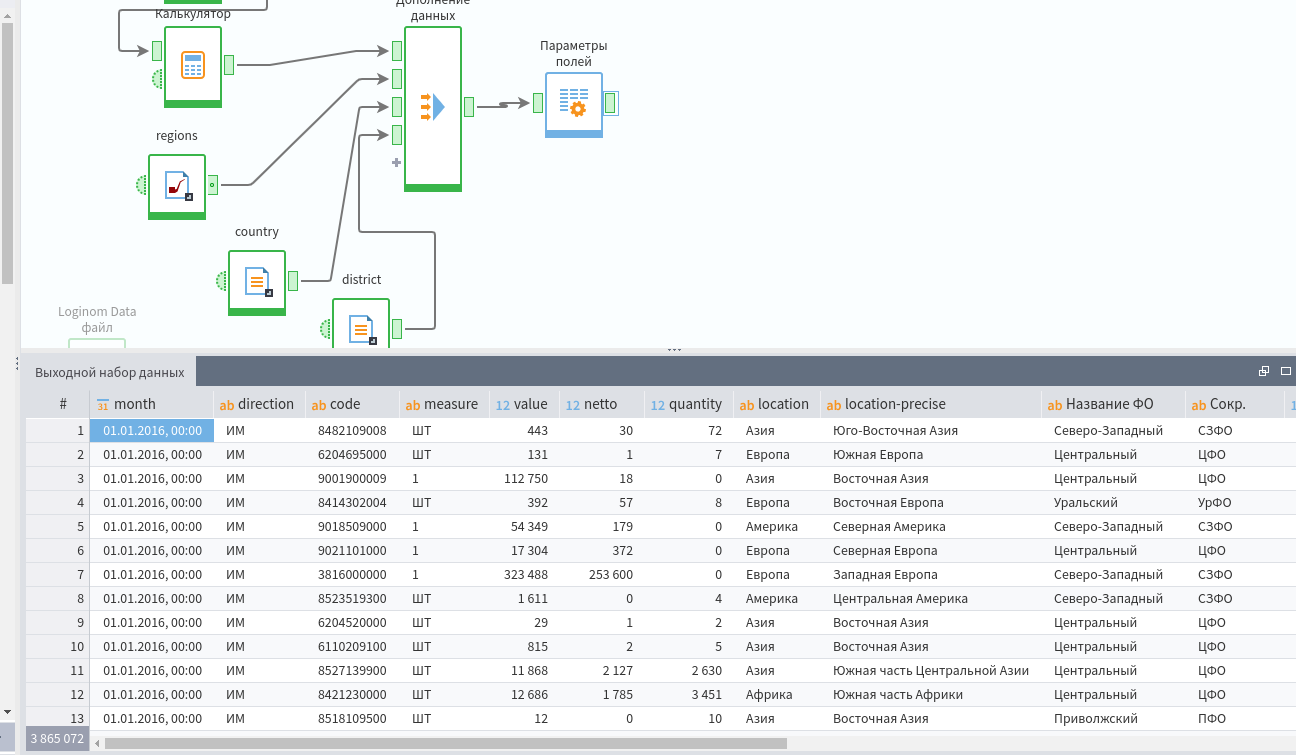 Дополнение
данных
Калькулятор
Параметры
полей
regions
country
district
Loginom Data
файл
Выходной набор данных
# 31 month ab direction ab code ab measure 12 value 12 netto 12 quantity ab location ab location-precise ab Название ФО ab Сокр.
1 01.01.2016, 00:00 ИМ 8482109008 ШТ 443 30 72 Азия Юго-Восточная Азия Северо-Западный СЗФО
2 01.01.2016, 00:00 ИМ 6204695000 ШТ 131 1 7 Европа Южная Европа Центральный ЦФО
3 01.01.2016, 00:00 ИМ 9001900009 1 112 750 18 0 Азия Восточная Азия Центральный ЦФО
4 01.01.2016, 00:00 ИМ 8414302004 ШТ 392 57 8 Европа Восточная Европа Уральский УрФО
5 01.01.2016, 00:00 ИМ 9018509000 1 54 349 179 0 Америка Северная Америка Северо-Западный СЗФО
6 01.01.2016, 00:00 ИМ 9021101000 1 17 304 372 0 Европа Северная Европа Центральный ЦФО
7 01.01.2016, 00:00 ИМ 3816000000 1 323 488 253 600 0 Европа Западная Европа Северо-Западный СЗФО
8 01.01.2016, 00:00 ИМ 8523519300 ШТ 1 611 0 4 Америка Центральная Америка Северо-Западный СЗФО
9 01.01.2016, 00:00 ИМ 6204520000 ШТ 29 1 2 Азия Восточная Азия Центральный ЦФО
10 01.01.2016, 00:00 ИМ 6110209100 ШТ 815 2 5 Азия Восточная Азия Центральный ЦФО
11 01.01.2016, 00:00 ИМ 8527139900 ШТ 11 868 2 127 2 630 Азия Южная часть Центральной Азии Центральный ЦФО
12 01.01.2016, 00:00 ИМ 8421230000 ШТ 12 686 1 785 3 451 Африка Южная часть Африки Центральный ЦФО
13 01.01.2016, 00:00 ИМ 8518109500 ШТ 12 0 10 Азия Восточная Азия Приволжский ПФО
3 865 072